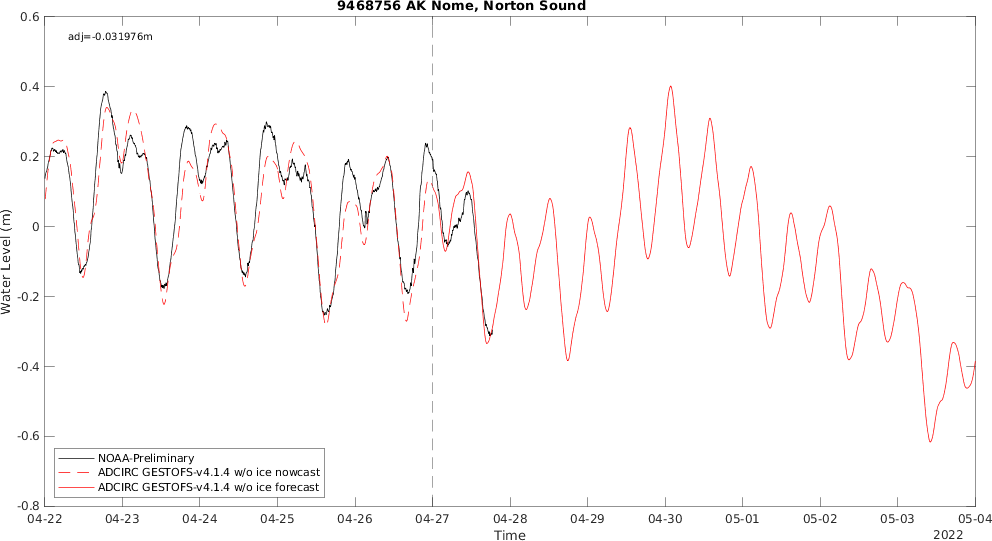 9468756 AK Nome, Norton Sound
adj=-0.031976m
0.6
0.4
0.2
0
-0.2
-0.4
-0.6
-0.8
Water Level (m)
NOAA-Preliminary
ADCIRC GESTOFS-v4.1.4 w/o ice nowcast
ADCIRC GESTOFS-v4.1.4 w/o ice forecast
04-22 04-23 04-24 04-25 04-26 04-27 04-28 04-29 04-30 05-01 05-02 05-03 05-04
Time
2022